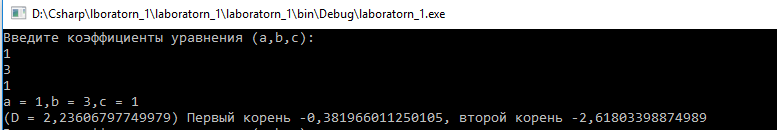 D:\Csharp\lboratorn_1\laboratorn_1\laboratorn_1\bin\Debug\laboratorn_1.exe
Введите коэффициенты уравнения (a,b,c):
1
3
1
a = 1,b = 3,c = 1
(D = 2,23606797749979) Первый корень -0,381966011250105, второй корень -2,61803398874989